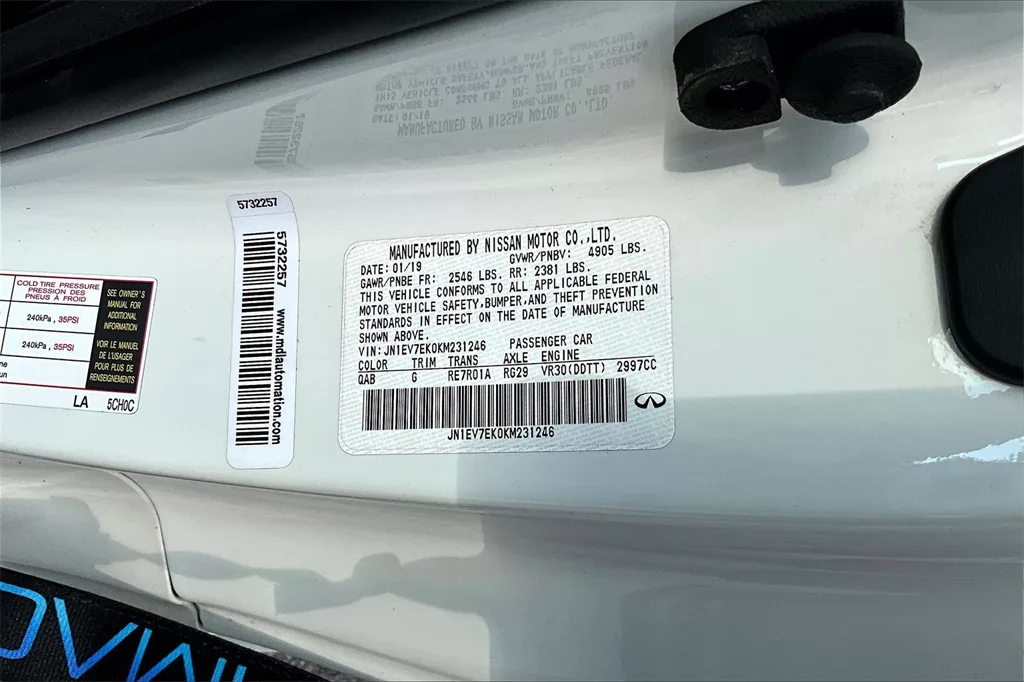 5732257
5732257 www.mdiautomation.com
COLD TIRE PRESSURE
PRESSION DES
PNEUS À FROID
240kPa, 35PSI
240kPa, 35PSI
SEE OWNER'S
MANUAL FOR
ADDITIONAL
INFORMATION
VOIR LE MANUEL
DE L'USAGER
POUR PLUS DE
RENSEIGNEMENTS
LA 5CH0C
MANUFACTURED BY NISSAN MOTOR CO.,LTD.
DATE: 01/19 GVWR/PNBV: 4905 LBS.
GAWR/PNBE FR: 2546 LBS. RR: 2381 LBS.
THIS VEHICLE CONFORMS TO ALL APPLICABLE FEDERAL
MOTOR VEHICLE SAFETY,BUMPER,AND THEFT PREVENTION
STANDARDS IN EFFECT ON THE DATE OF MANUFACTURE
SHOWN ABOVE.
VIN: JN1EV7EK0KM231246 PASSENGER CAR
COLOR TRIM TRANS AXLE ENGINE
QAB G RE7R01A RG29 VR30(DDTT) 2997CC
JN1EV7EK0KM231246